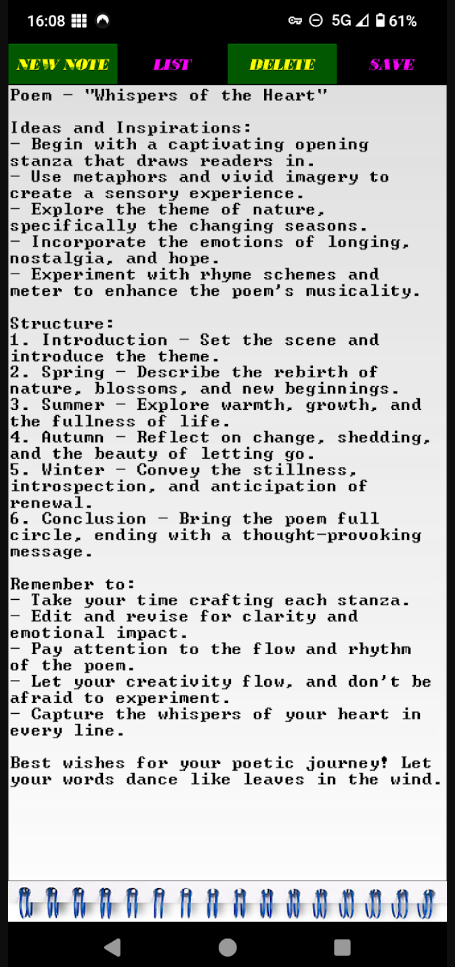 16:08 5G 61%
NEW NOTE LIST DELETE SAVE
Poem - "Whispers of the Heart"
Ideas and Inspirations:
- Begin with a captivating opening
stanza that draws readers in.
- Use metaphors and vivid imagery to
create a sensory experience.
- Explore the theme of nature,
specifically the changing seasons.
- Incorporate the emotions of longing,
nostalgia, and hope.
- Experiment with rhyme schemes and
meter to enhance the poem's musicality.
Structure:
1. Introduction - Set the scene and
introduce the theme.
2. Spring - Describe the rebirth of
nature, blossoms, and new beginnings.
3. Summer - Explore warmth, growth, and
the fullness of life.
4. Autumn - Reflect on change, shedding,
and the beauty of letting go.
5. Winter - Convey the stillness,
introspection, and anticipation of
renewal.
6. Conclusion - Bring the poem full
circle, ending with a thought-provoking
message.
Remember to:
- Take your time crafting each stanza.
- Edit and revise for clarity and
emotional impact.
- Pay attention to the flow and rhythm
of the poem.
- Let your creativity flow, and don't be
afraid to experiment.
- Capture the whispers of your heart in
every line.
Best wishes for your poetic journey! Let
your words dance like leaves in the wind.